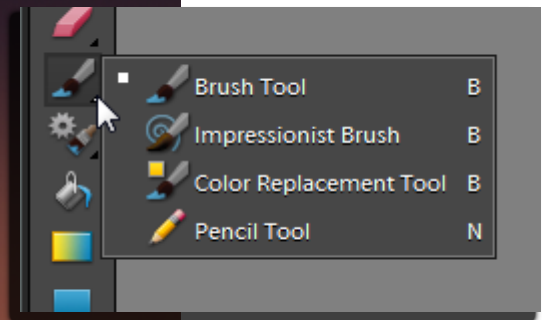 Brush Tool B
Impressionist Brush B
Color Replacement Tool B
Pencil Tool N